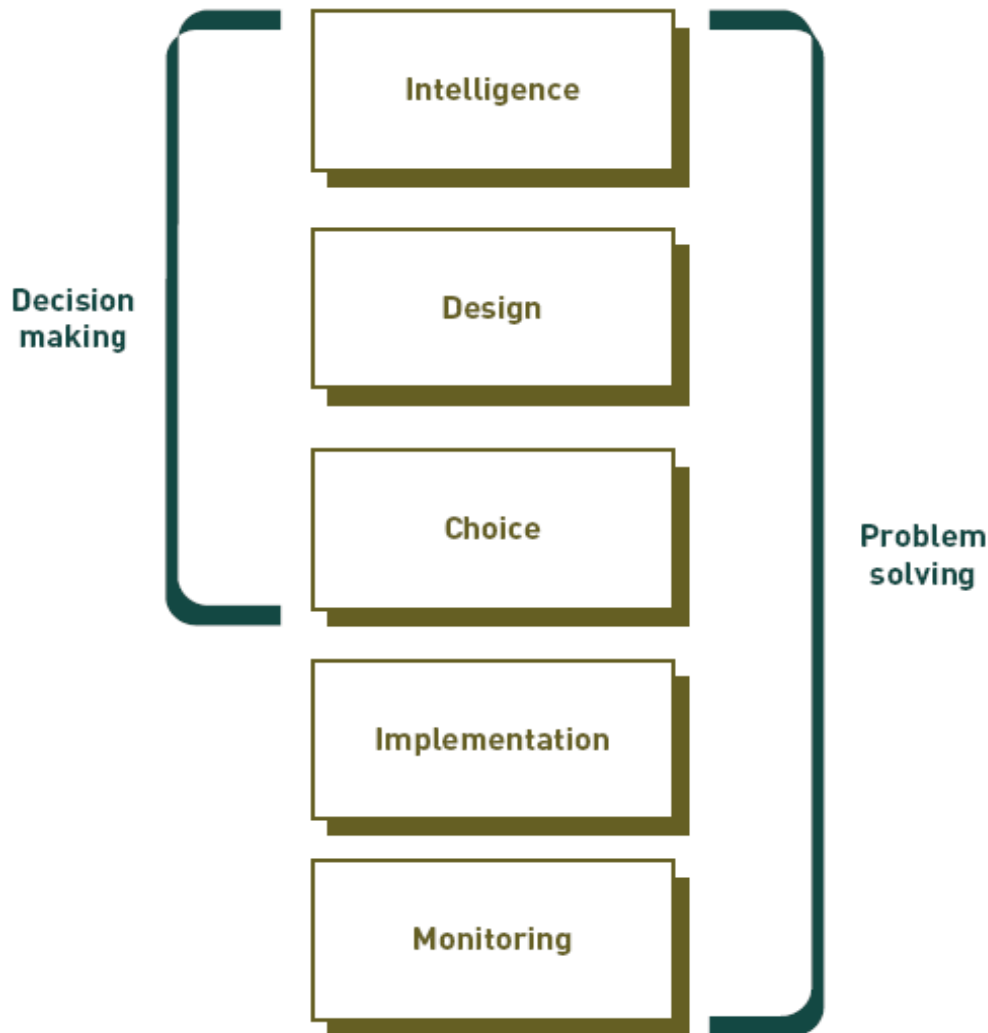 Intelligence
Design
Decision
making
Choice
Problem
solving
Implementation
Monitoring